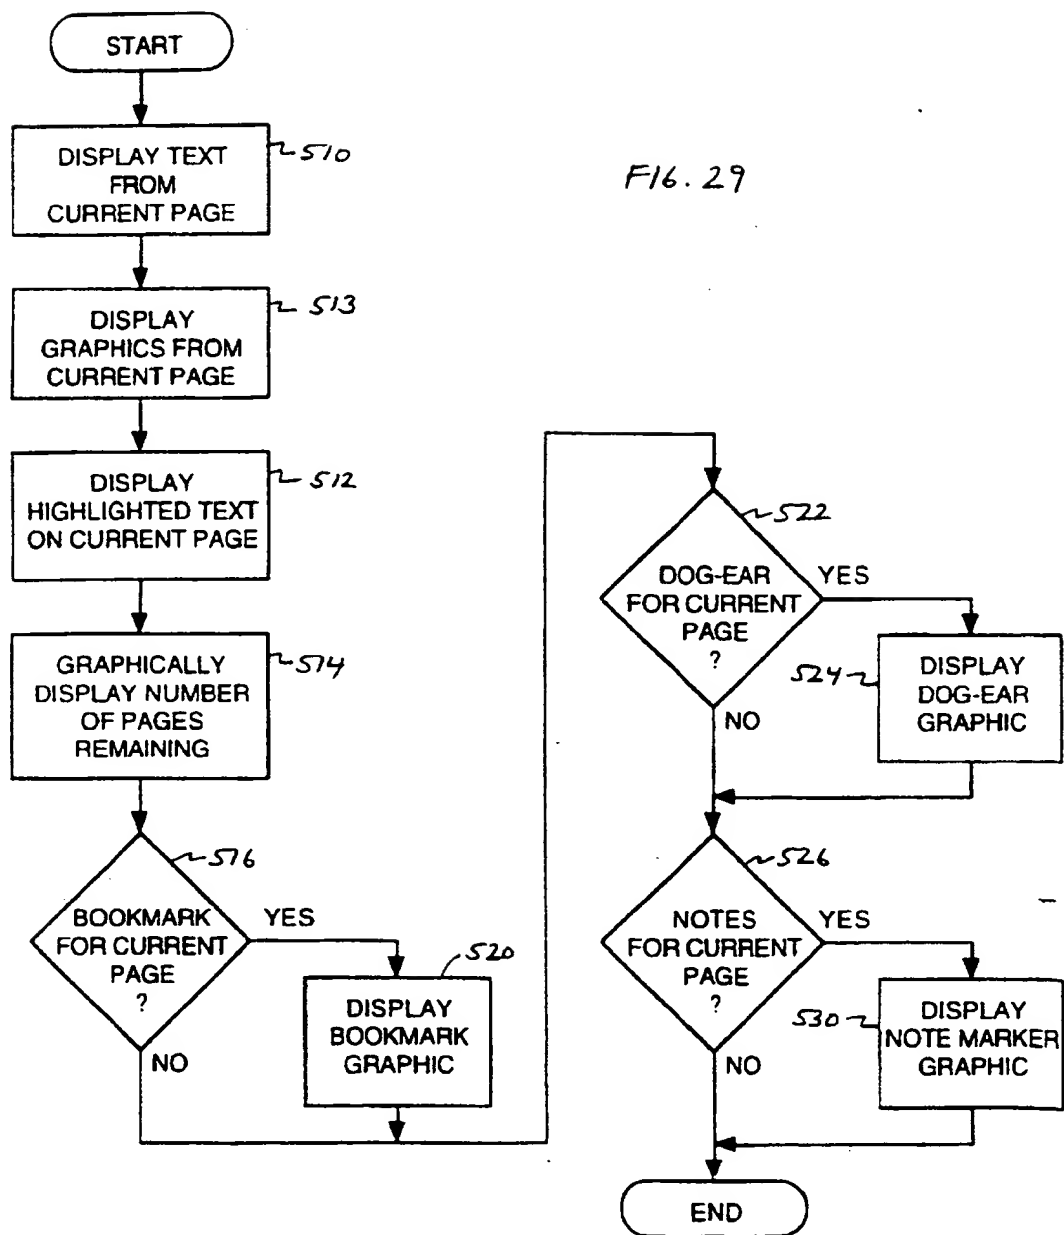 START
DISPLAY TEXT
FROM
CURRENT PAGE
510
FIG. 29
DISPLAY
GRAPHICS FROM
CURRENT PAGE
513
DISPLAY
HIGHLIGHTED TEXT
ON CURRENT PAGE
512
GRAPHICALLY
DISPLAY NUMBER
OF PAGES
REMAINING
514
BOOKMARK
FOR CURRENT
PAGE
?
516
YES
NO
DISPLAY
BOOKMARK
GRAPHIC
520
DOG-EAR
FOR CURRENT
PAGE
?
522
YES
NO
DISPLAY
DOG-EAR
GRAPHIC
524
NOTES
FOR CURRENT
PAGE
?
526
YES
NO
DISPLAY
NOTE MARKER
GRAPHIC
530
END